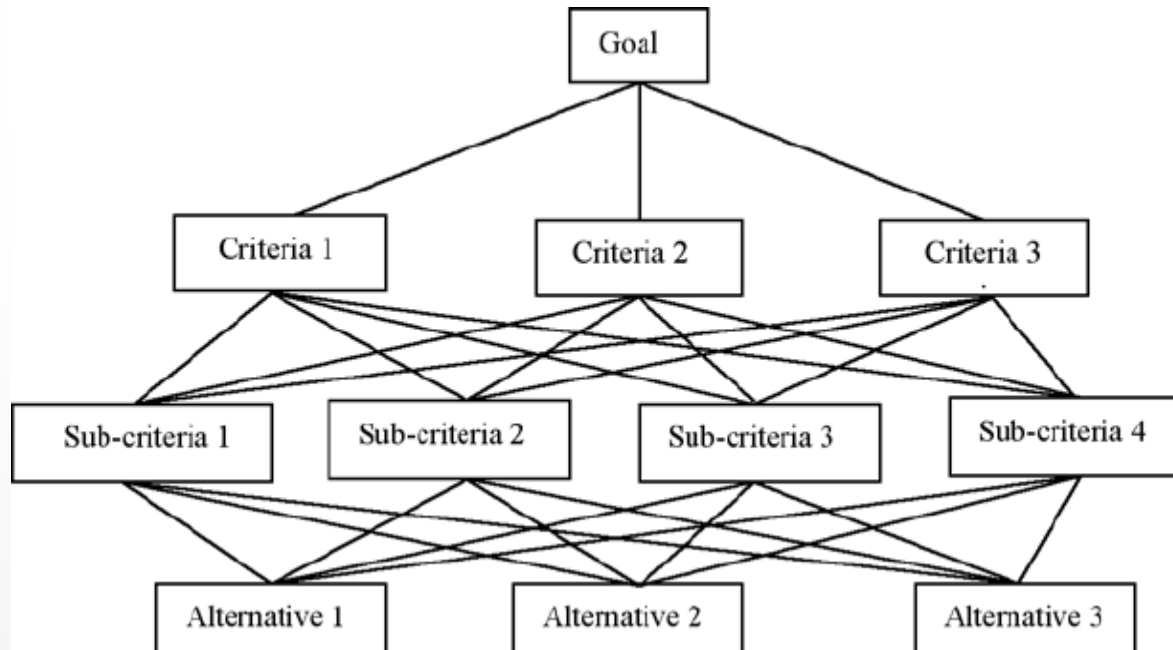 Goal
Criteria 1
Criteria 2
Criteria 3
Sub-criteria 1
Sub-criteria 2
Sub-criteria 3
Sub-criteria 4
Alternative 1
Alternative 2
Alternative 3